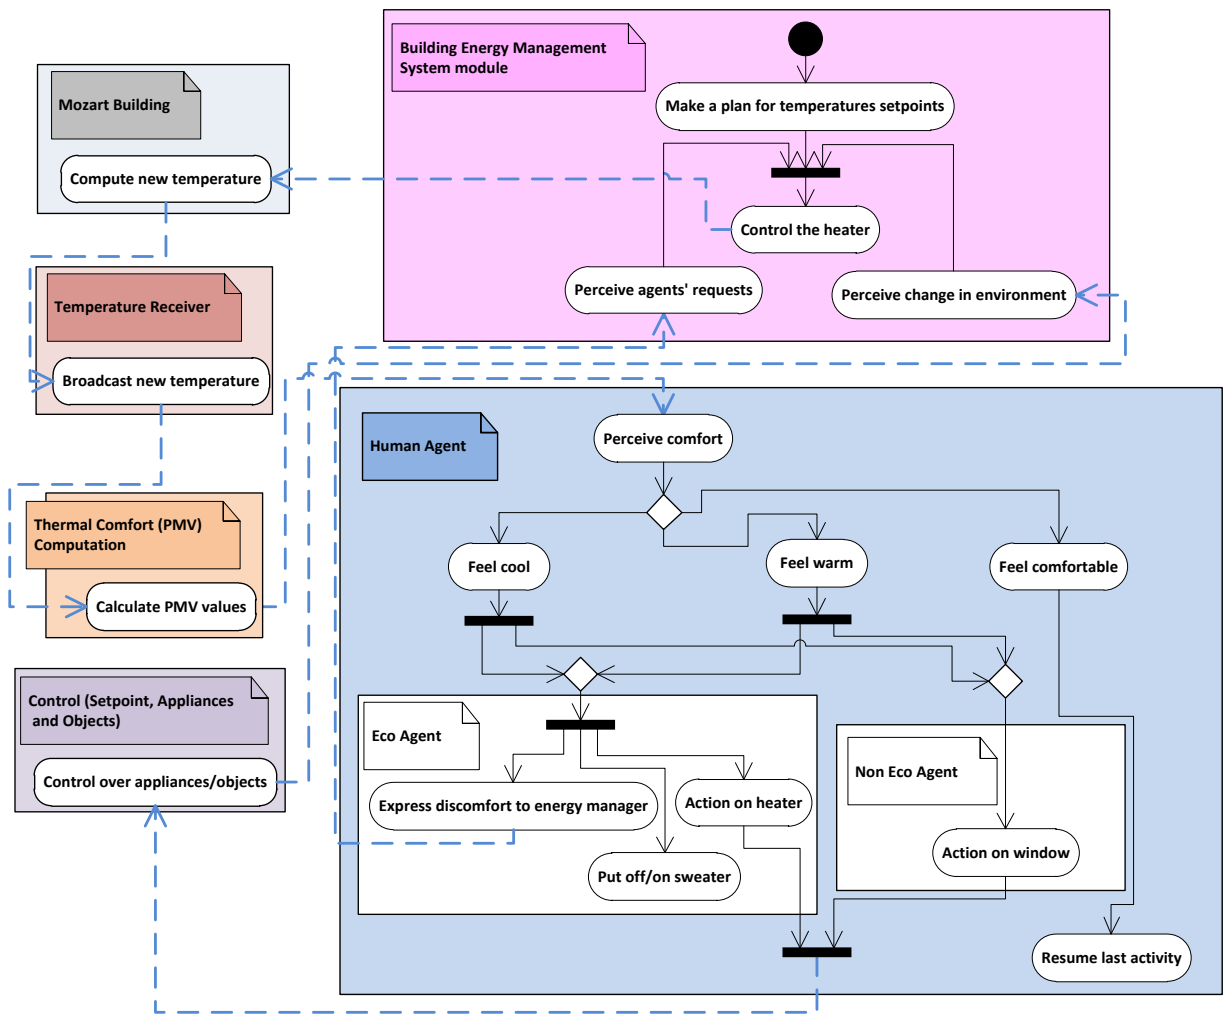 Building Energy Management
System module
Make a plan for temperatures setpoints
Mozart Building
Compute new temperature
Control the heater
Perceive agents' requests
Perceive change in environment
Temperature Receiver
Broadcast new temperature
Human Agent
Perceive comfort
Thermal Comfort (PMV)
Computation
Calculate PMV values
Feel cool
Feel warm
Feel comfortable
Control (Setpoint, Appliances
and Objects)
Control over appliances/objects
Eco Agent
Express discomfort to energy manager
Action on heater
Put off/on sweater
Non Eco Agent
Action on window
Resume last activity